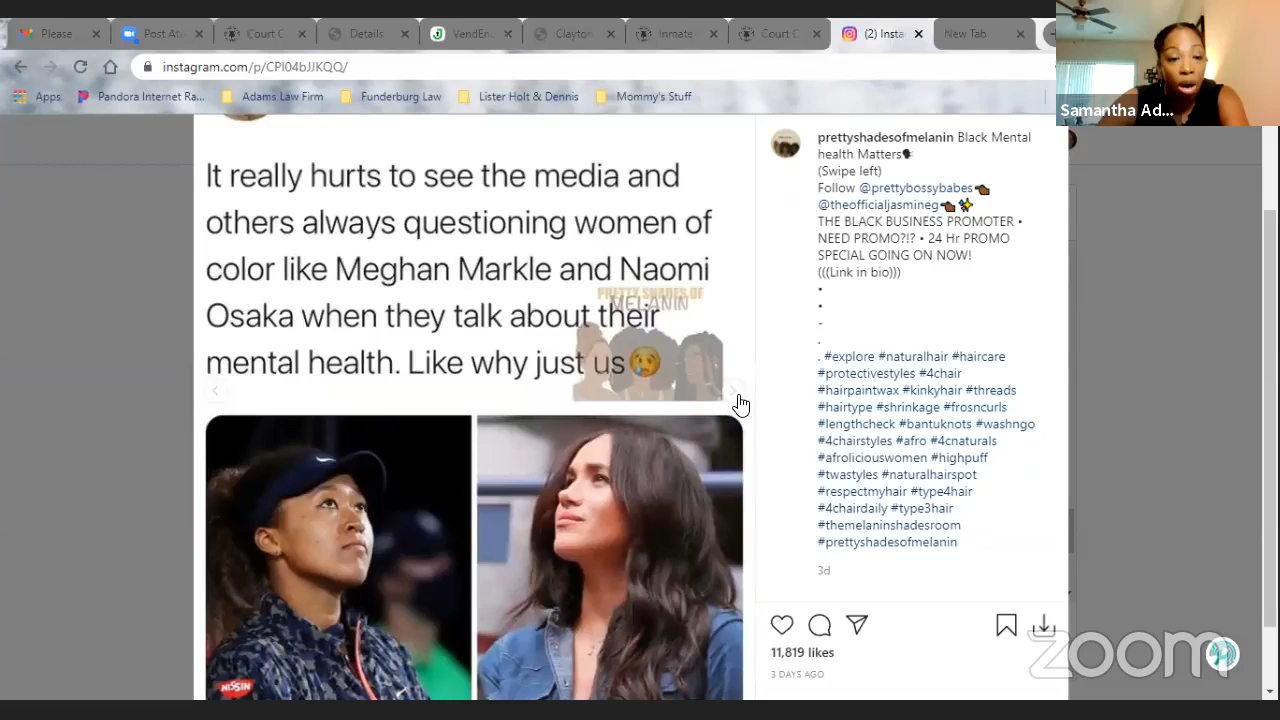 Please
Post At
Court C
Details
VendEn
Clayton
Inmate
Court C
(2) Insta
New Tab
instagram.com/p/CPI04bJJKQQ/
Apps
Pandora Internet Ra...
Adams Law Firm
Funderburg Law
Lister Holt & Dennis
Mommy's Stuff
Samantha Ad...
It really hurts to see the media and
others always questioning women of
color like Meghan Markle and Naomi
Osaka when they talk about their
mental health. Like why just us😢
PRETTY SHADES OF
MELANIN
NISSIN
prettyshadesofmelanin Black Mental
health Matters🗣
(Swipe left)
Follow @prettybossybabes👈🏾
@theofficialjasmineg👈🏾✨
THE BLACK BUSINESS PROMOTER •
NEED PROMO?!? • 24 Hr PROMO
SPECIAL GOING ON NOW!
(((Link in bio)))
•
•
-
.
. #explore #naturalhair #haircare
#protectivestyles #4chair
#hairpaintwax #kinkyhair #threads
#hairtype #shrinkage #frosncurls
#lengthcheck #bantuknots #washngo
#4chairstyles #afro #4cnaturals
#afroliciouswomen #highpuff
#twastyles #naturalhairspot
#respectmyhair #type4hair
#4chairdaily #type3hair
#themelaninshadesroom
#prettyshadesofmelanin
3d
11,819 likes
3 DAYS AGO
zoom